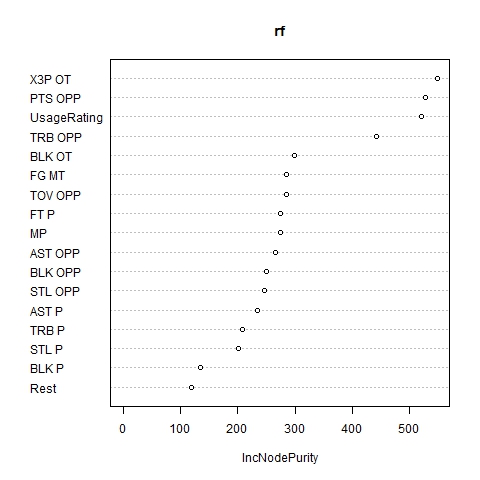 rf
X3P OT
PTS OPP
UsageRating
TRB OPP
BLK OT
FG MT
TOV OPP
FT P
MP
AST OPP
BLK OPP
STL OPP
AST P
TRB P
STL P
BLK P
Rest
0 100 200 300 400 500
IncNodePurity